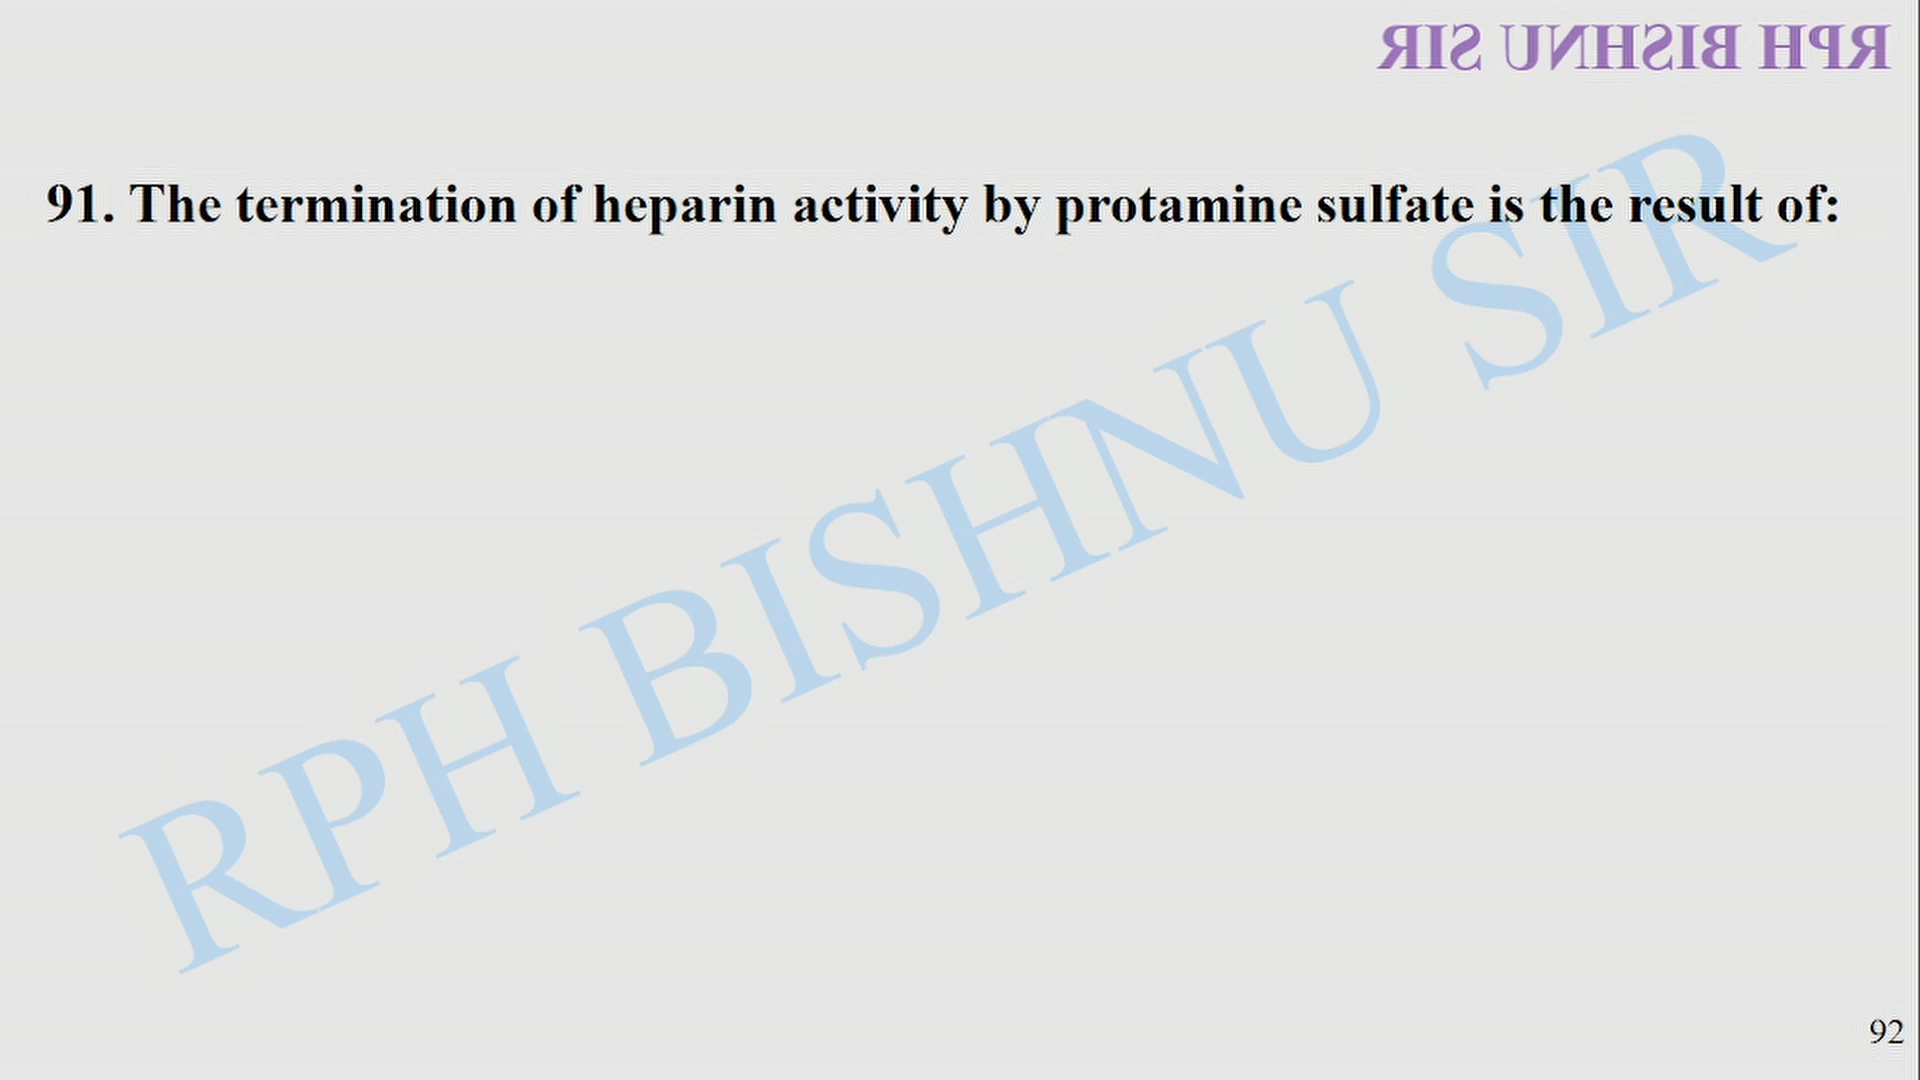 RPH BISHNU SIR
91. The termination of heparin activity by protamine sulfate is the result of:
RPH BISHNU SIR
92